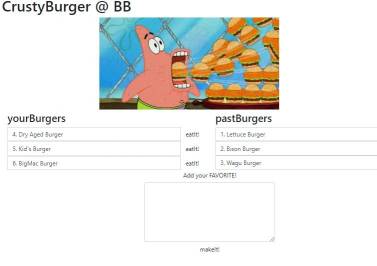 CrustyBurger @ BB
yourBurgers
pastBurgers
4. Dry Aged Burger
eatIt!
1. Lettuce Burger
5. Kid's Burger
eatIt!
2. Bison Burger
6. BigMac Burger
eatIt!
3. Wagu Burger
Add your FAVORITE!
makeIt!